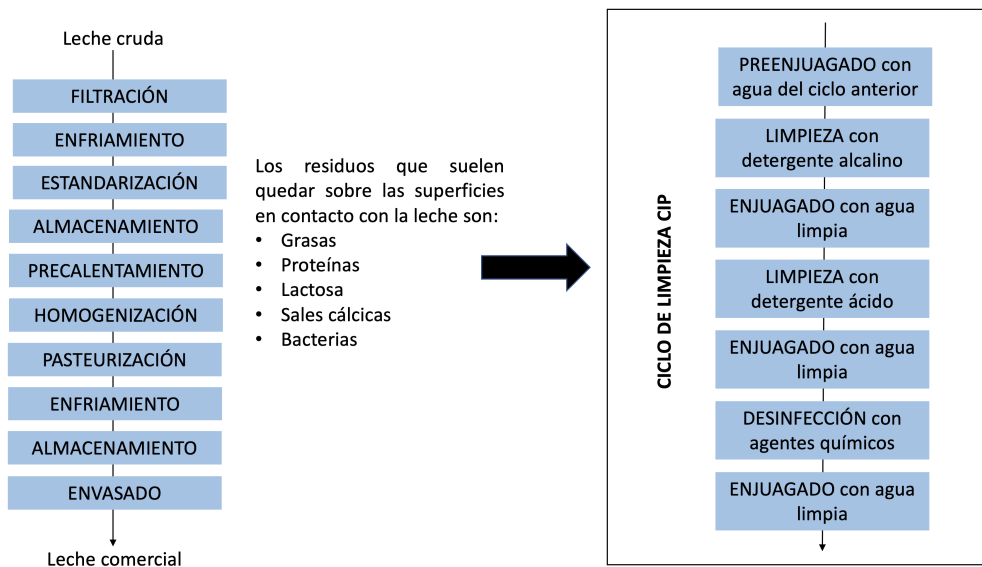 Leche cruda
FILTRACIÓN
ENFRIAMIENTO
ESTANDARIZACIÓN
ALMACENAMIENTO
PRECALENTAMIENTO
HOMOGENIZACIÓN
PASTEURIZACIÓN
ENFRIAMIENTO
ALMACENAMIENTO
ENVASADO
Leche comercial
Los residuos que suelen
quedar sobre las superficies
en contacto con la leche son:
• Grasas
• Proteínas
• Lactosa
• Sales cálcicas
• Bacterias
CICLO DE LIMPIEZA CIP
PREENJUAGADO con
agua del ciclo anterior
LIMPIEZA con
detergente alcalino
ENJUAGADO con agua
limpia
LIMPIEZA con
detergente ácido
ENJUAGADO con agua
limpia
DESINFECCIÓN con
agentes químicos
ENJUAGADO con agua
limpia